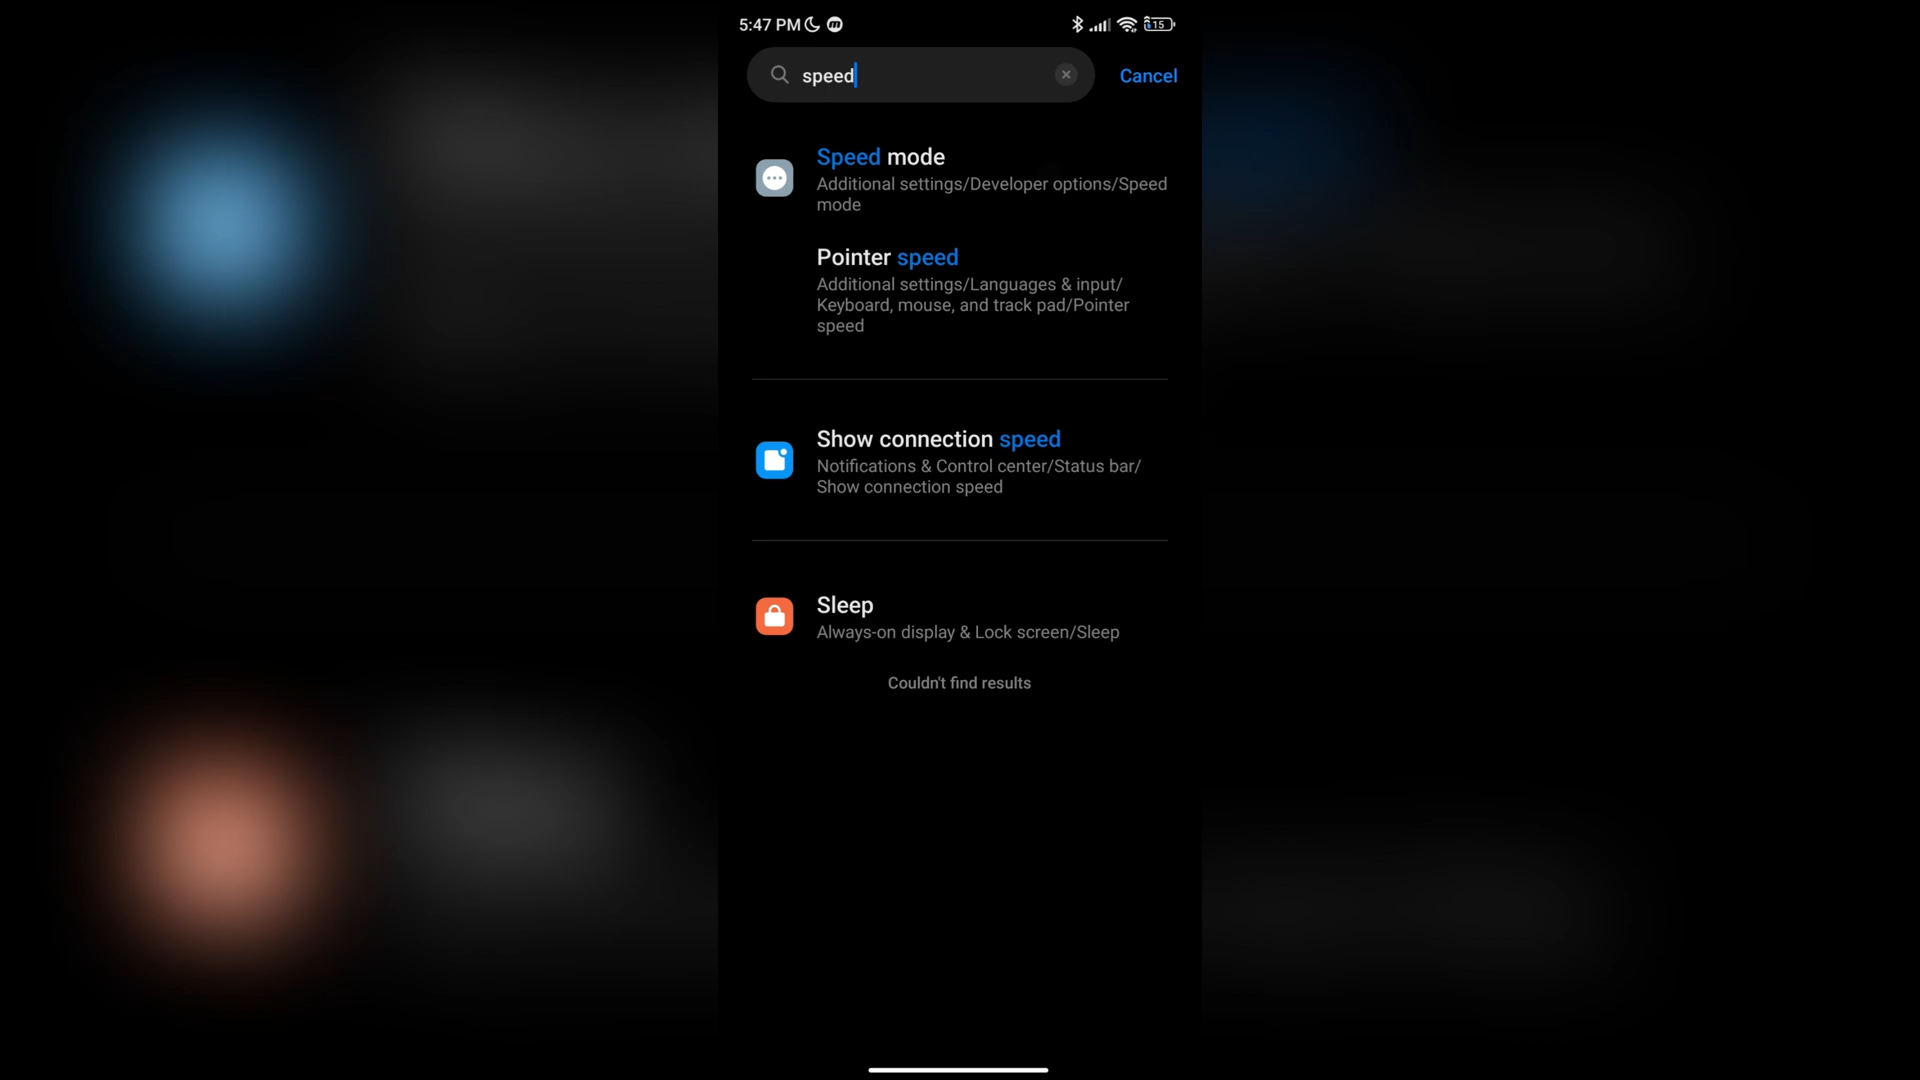 5:47 PM
15
speed
Cancel
Speed mode
Additional settings/Developer options/Speed
mode
Pointer speed
Additional settings/Languages & input/
Keyboard, mouse, and track pad/Pointer
speed
Show connection speed
Notifications & Control center/Status bar/
Show connection speed
Sleep
Always-on display & Lock screen/Sleep
Couldn't find results